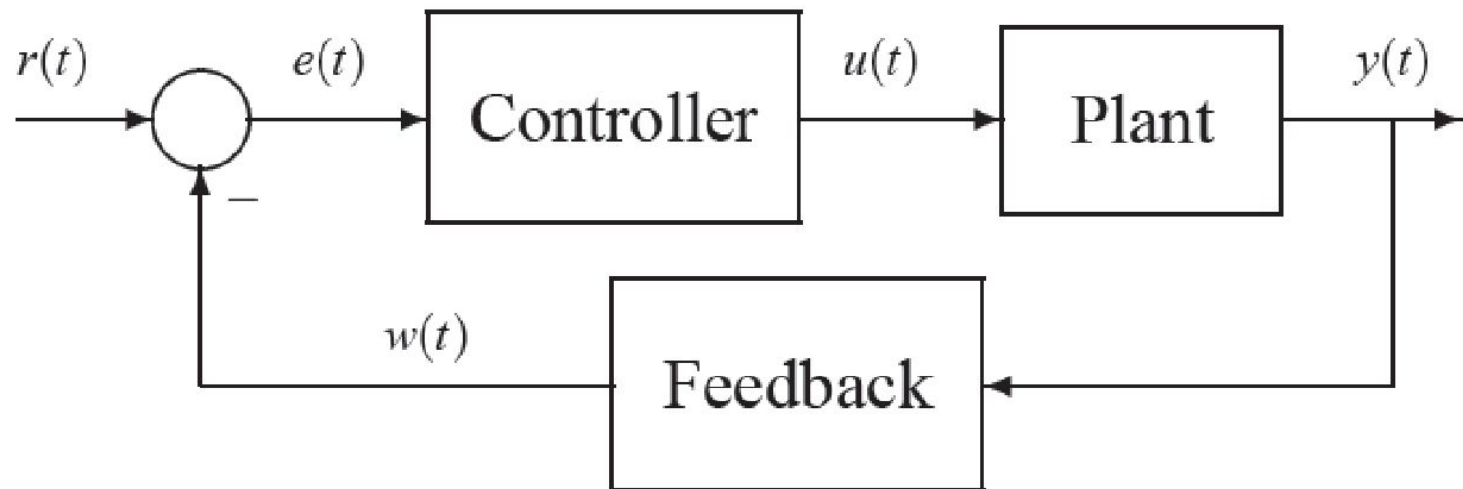 r(t)
e(t)
Controller
u(t)
Plant
y(t)
−
w(t)
Feedback